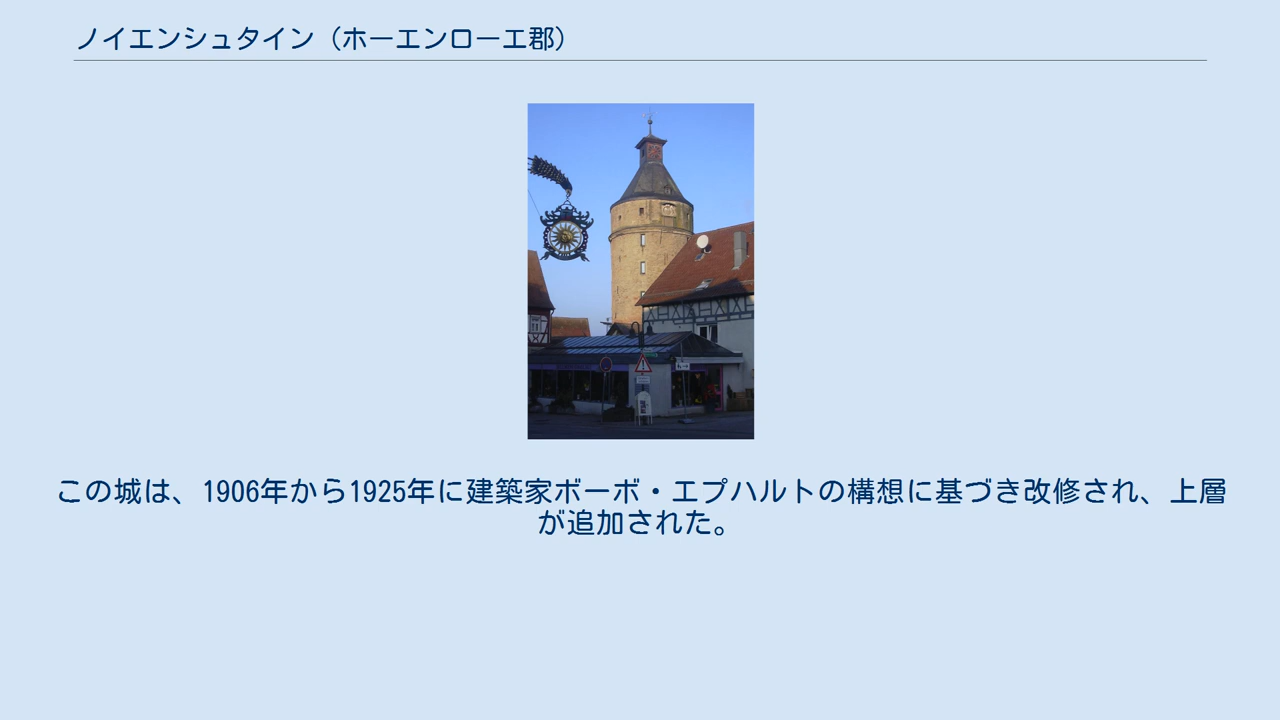 ノイエンシュタイン（ホーエンローエ郡）
この城は、1906年から1925年に建築家ボーボ・エプハルトの構想に基づき改修され、上層
が追加された。